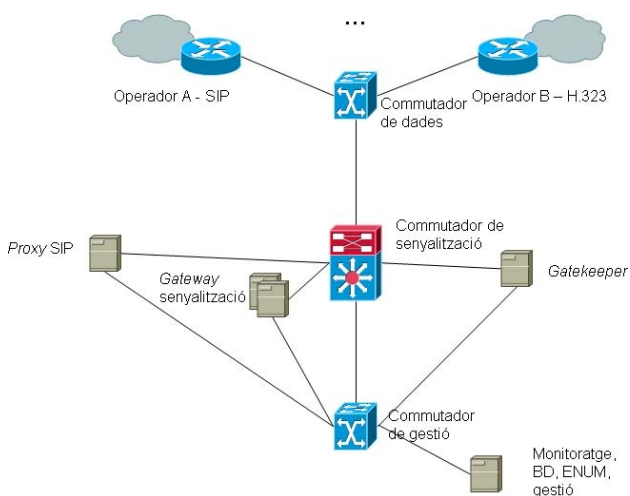 ...
Operador A - SIP
Operador B – H.323
Commutador
de dades
Commutador de
senyalització
Proxy SIP
Gateway
senyalització
Gatekeeper
Commutador
de gestió
Monitoratge,
BD, ENUM,
gestió